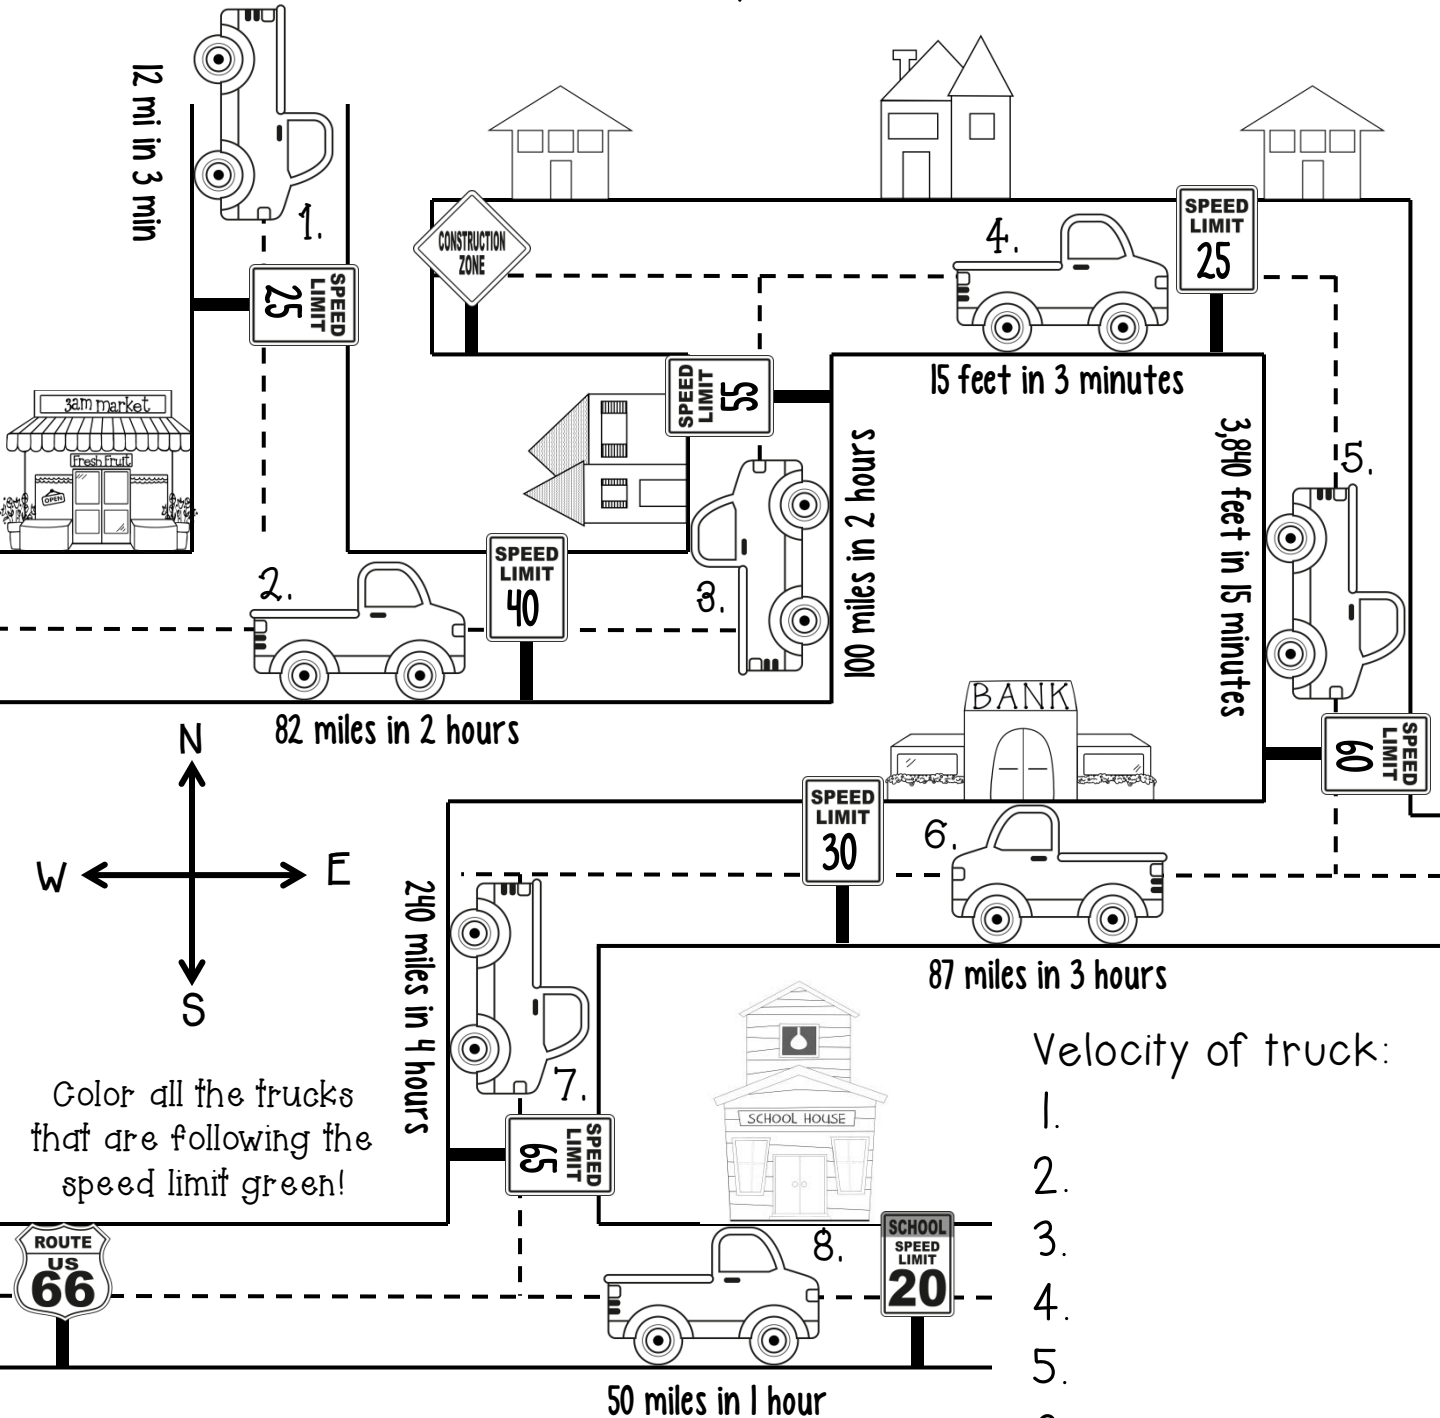 12 mi in 3 min
1.
SPEED
LIMIT
25
3am market
Fresh Fruit
OPEN
CONSTRUCTION
ZONE
4.
SPEED
LIMIT
25
15 feet in 3 minutes
SPEED
LIMIT
55
3.
100 miles in 2 hours
2.
SPEED
LIMIT
40
82 miles in 2 hours
5.
3,840 feet in 15 minutes
SPEED
LIMIT
60
N
W
E
S
BANK
SPEED
LIMIT
30
6.
87 miles in 3 hours
240 miles in 4 hours
7.
SPEED
LIMIT
65
SCHOOL HOUSE
Color all the trucks
that are following the
speed limit green!
ROUTE
US
66
8.
SCHOOL
SPEED
LIMIT
20
50 miles in 1 hour
Velocity of truck:
1.
2.
3.
4.
5.